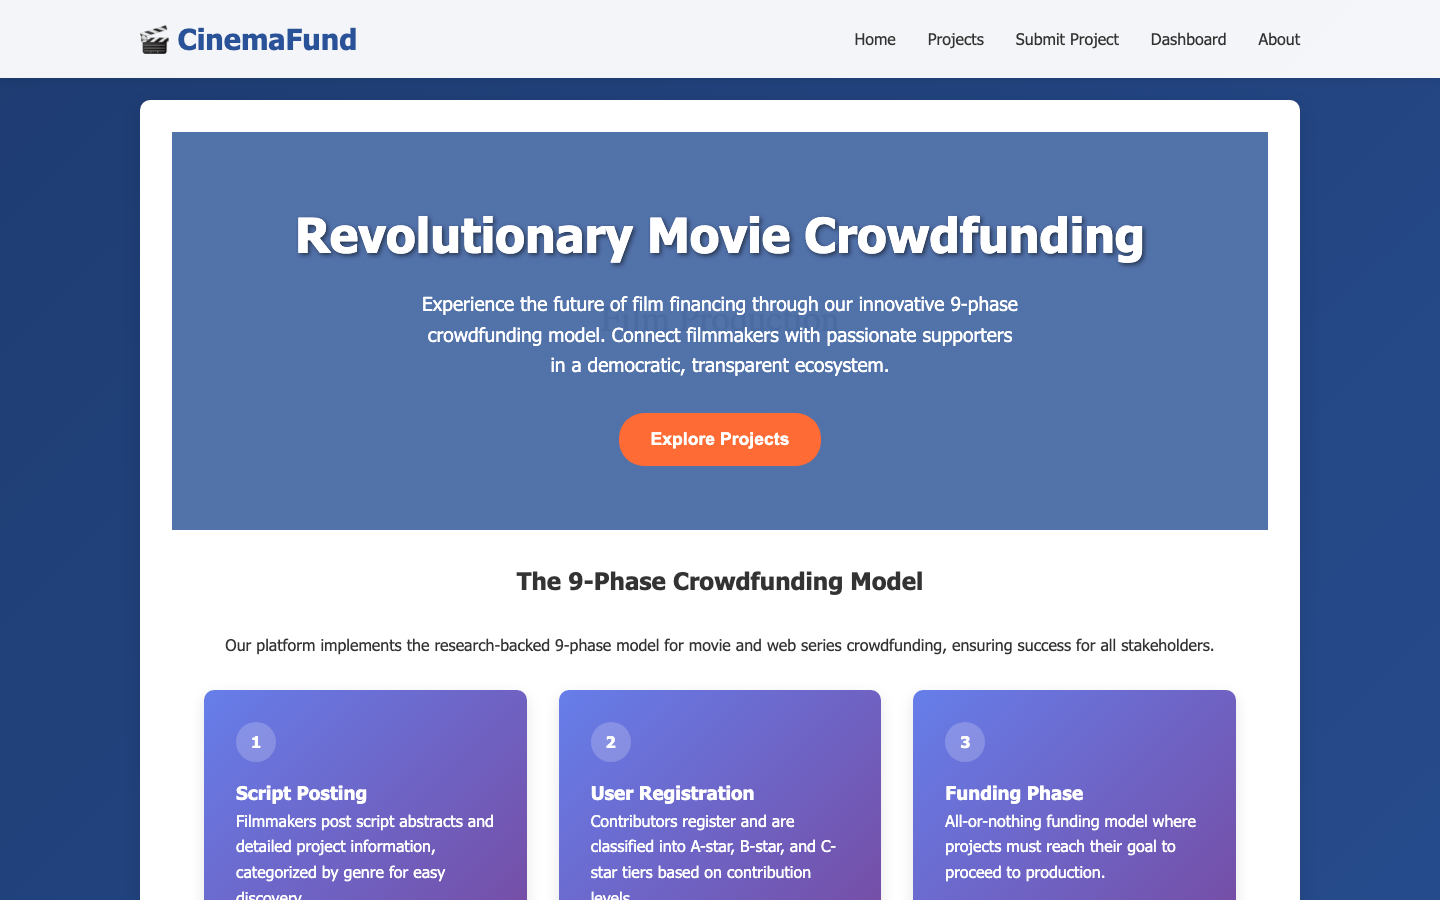 🎬 CinemaFund
Home Projects Submit Project Dashboard About
Revolutionary Movie Crowdfunding
Film Production
Experience the future of film financing through our innovative 9-phase
crowdfunding model. Connect filmmakers with passionate supporters
in a democratic, transparent ecosystem.
Explore Projects
The 9-Phase Crowdfunding Model
Our platform implements the research-backed 9-phase model for movie and web series crowdfunding, ensuring success for all stakeholders.
1
Script Posting
Filmmakers post script abstracts and
detailed project information,
categorized by genre for easy
discovery.
2
User Registration
Contributors register and are
classified into A-star, B-star, and C-
star tiers based on contribution
levels.
3
Funding Phase
All-or-nothing funding model where
projects must reach their goal to
proceed to production.